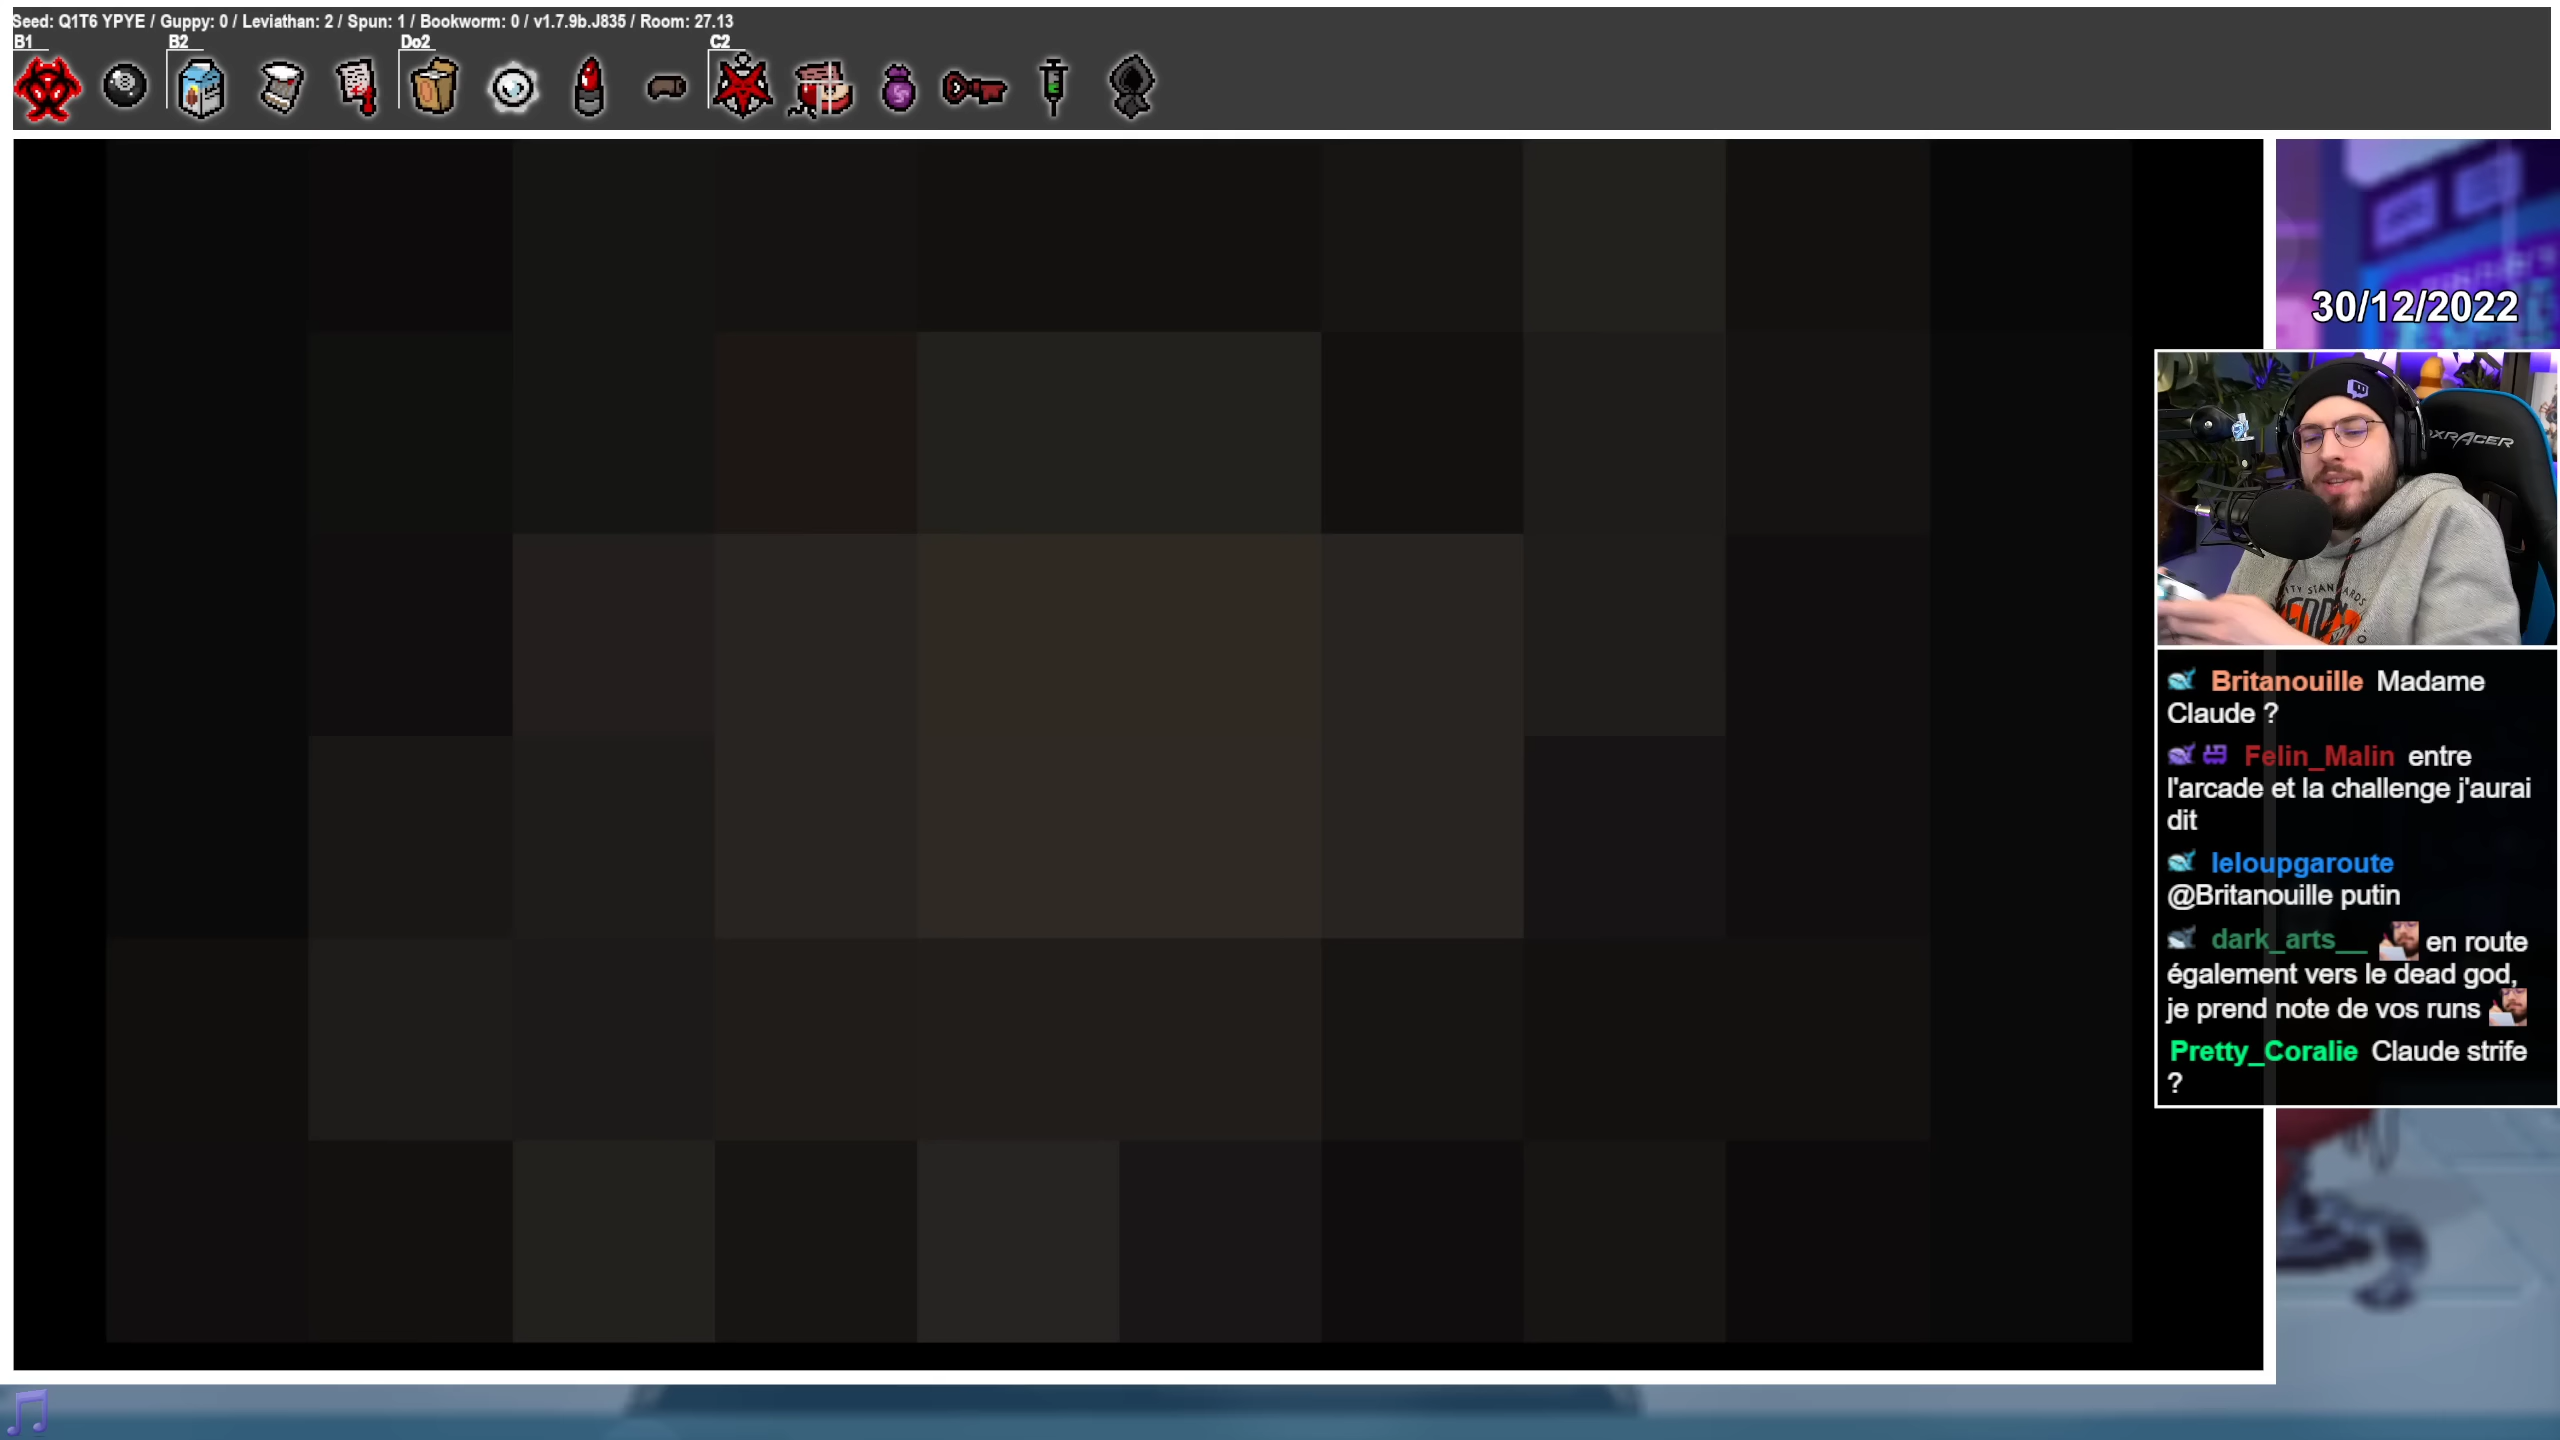 Seed: Q1T6 YPYE / Guppy: 0 / Leviathan: 2 / Spun: 1 / Bookworm: 0 / v1.7.9b.J835 / Room: 27.13
B1 B2 Do2 C2
30/12/2022
DXRACER
Britanouille Madame
Claude ?
Felin_Malin entre
l'arcade et la challenge j'aurai
dit
leloupgaroute
@Britanouille putin
dark_arts__ en route
également vers le dead god,
je prend note de vos runs
Pretty_Coralie Claude strife
?